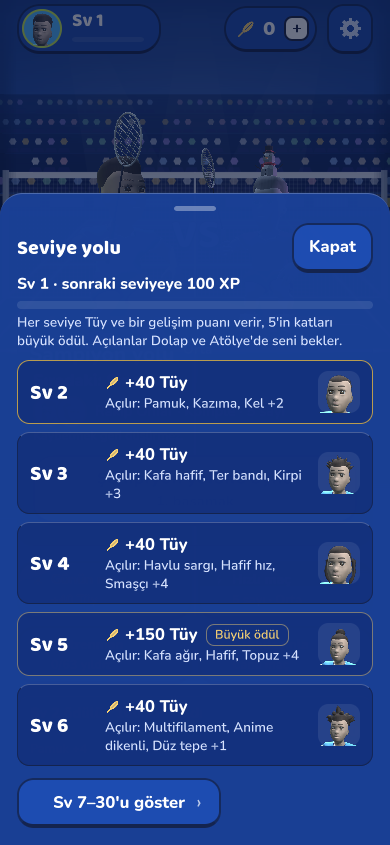 Sv 1
0 +
Seviye yolu
Kapat
Sv 1 · sonraki seviyeye 100 XP
Her seviye Tüy ve bir gelişim puanı verir, 5'in katları
büyük ödül. Açılanlar Dolap ve Atölye'de seni bekler.
Sv 2
+40 Tüy
Açılır: Pamuk, Kazıma, Kel +2
Sv 3
+40 Tüy
Açılır: Kafa hafif, Ter bandı, Kirpi
+3
Sv 4
+40 Tüy
Açılır: Havlu sargı, Hafif hız,
Smaşçı +4
Sv 5
+150 Tüy Büyük ödül
Açılır: Kafa ağır, Hafif, Topuz +4
Sv 6
+40 Tüy
Açılır: Multifilament, Anime
dikenli, Düz tepe +1
Sv 7–30'u göster ›